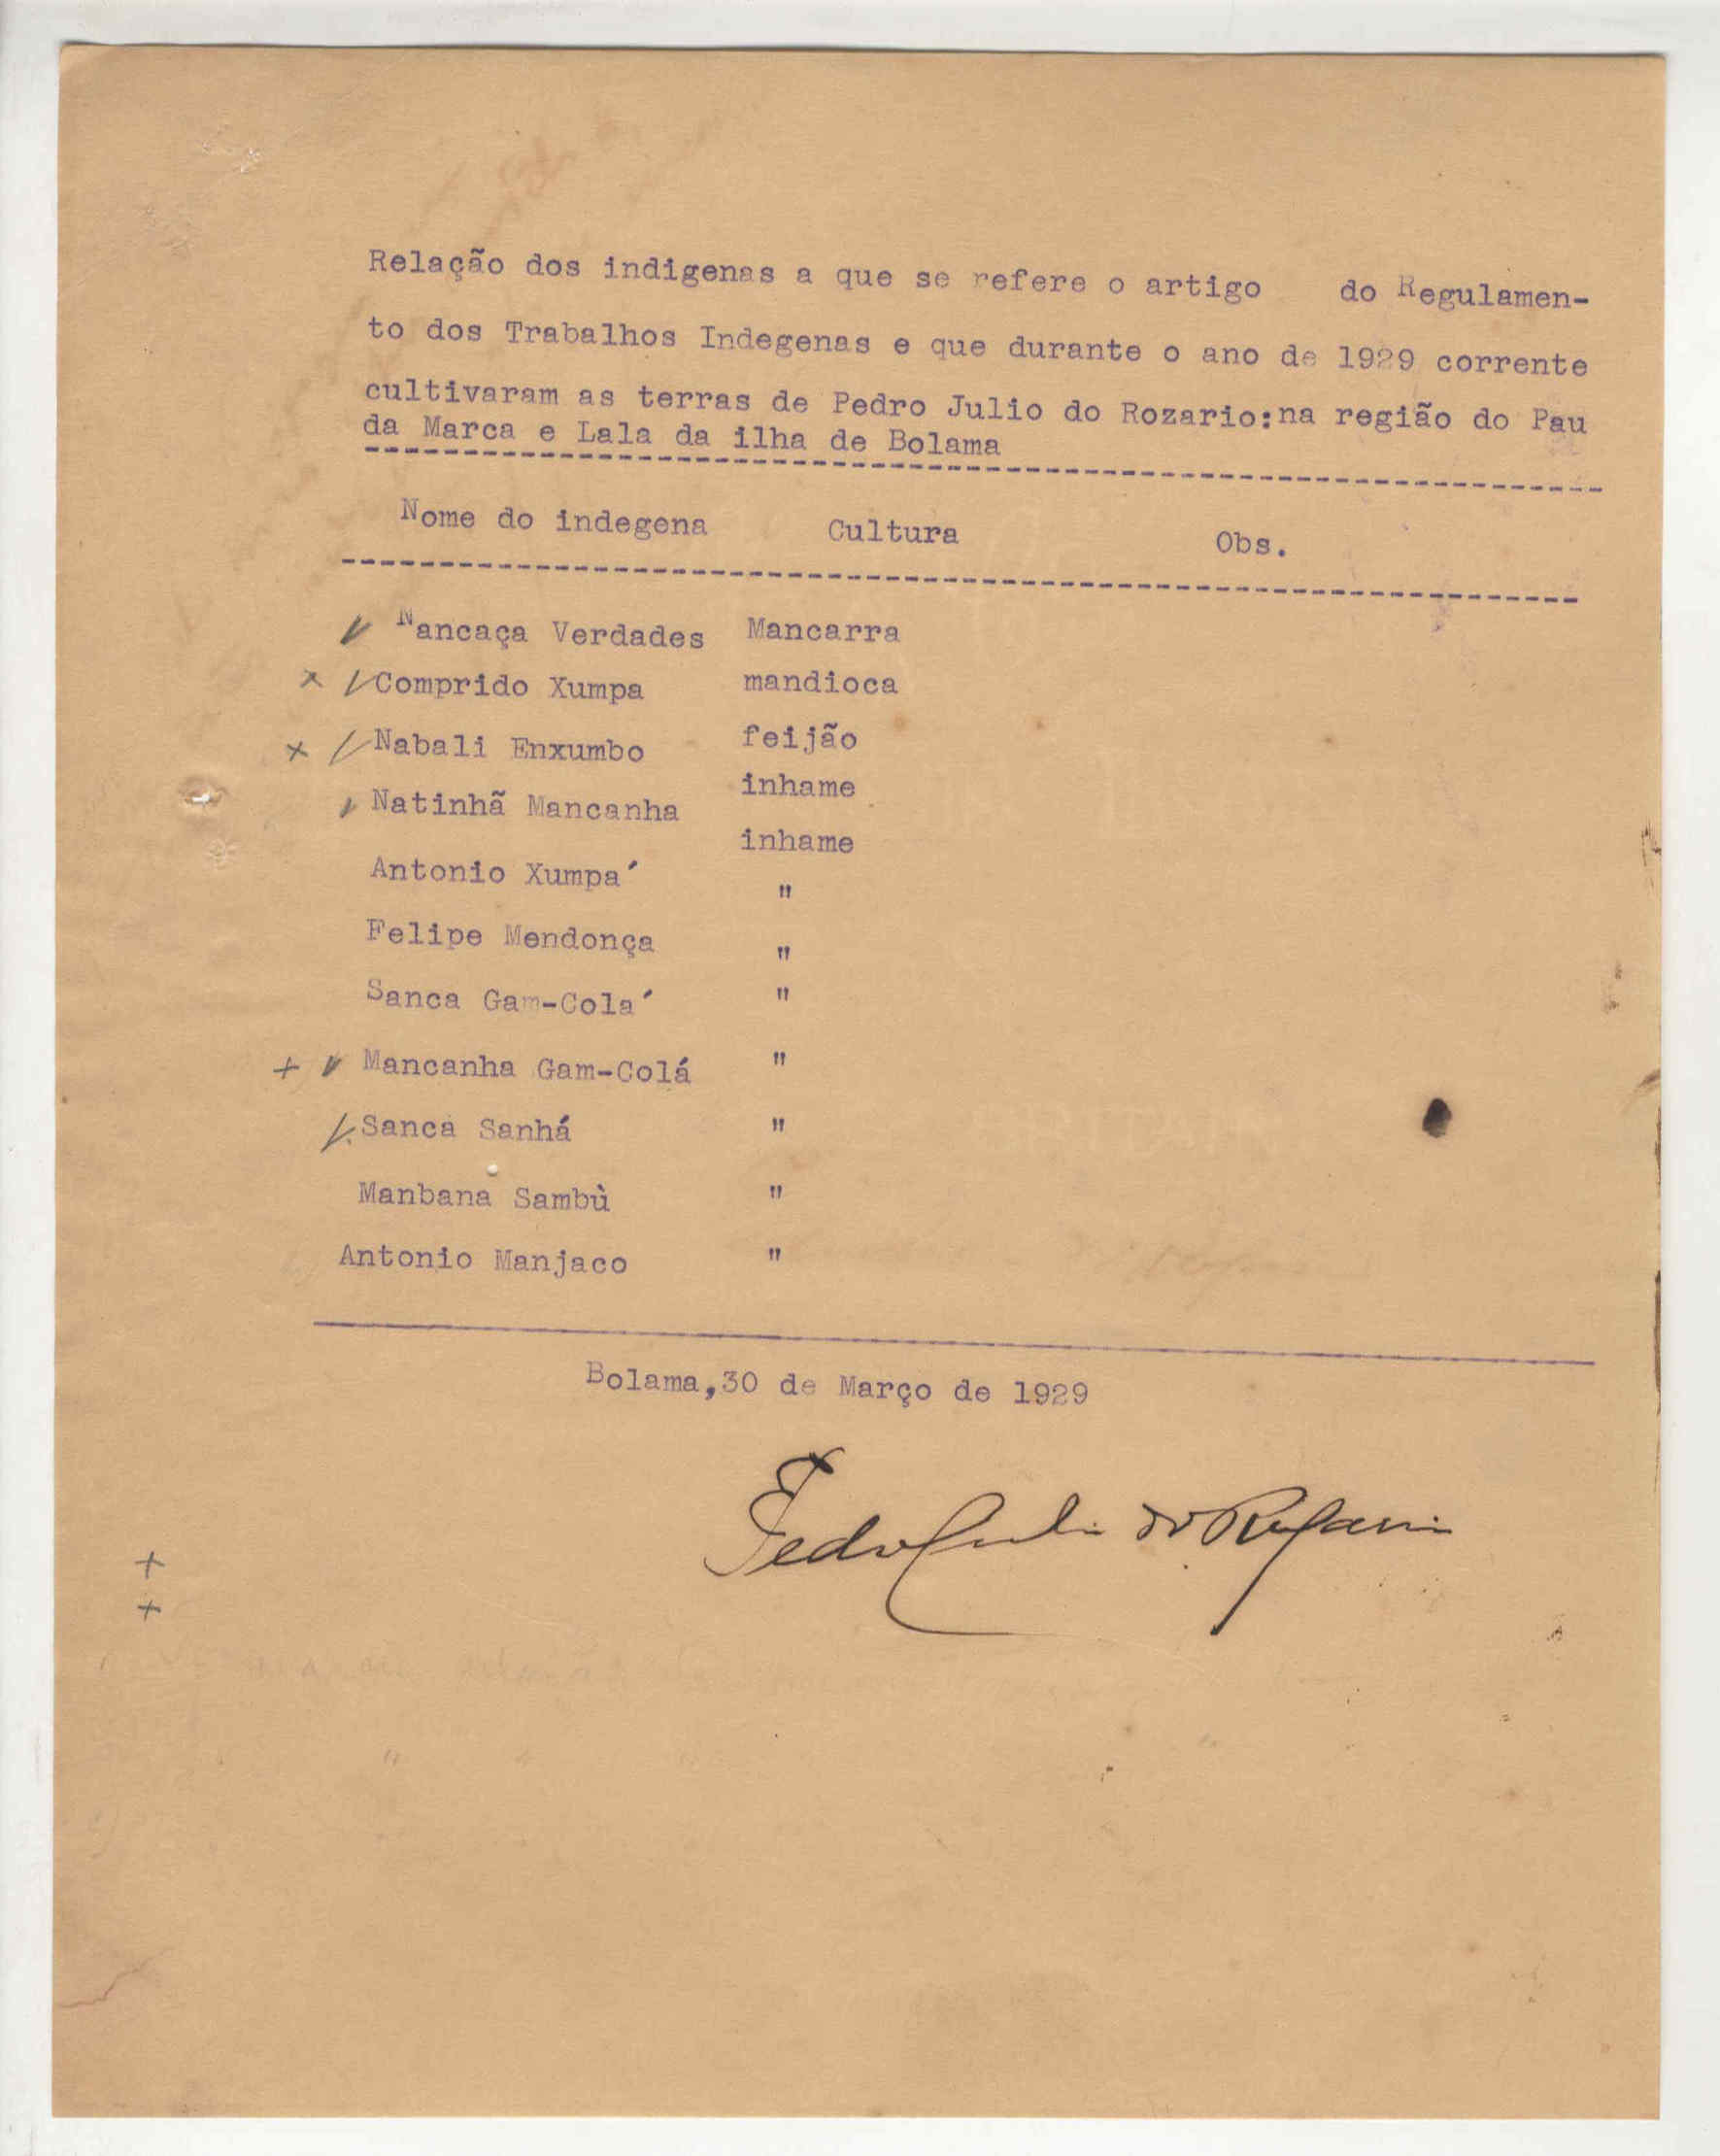 Relação dos indigenas a que se refere o artigo do Regulamen-
to dos Trabalhos Indegenas e que durante o ano de 1929 corrente
cultivaram as terras de Pedro Julio do Rozario:na região do Pau
da Marca e Lala da ilha de Bolama
Nome do indegena Cultura Obs.
Nancaça Verdades Mancarra
Comprido Xumpa mandioca
Nabali Enxumbo feijão
Natinhã Mancanha inhame
inhame
Antonio Xumpa´ "
Felipe Mendonça "
Sanca Gam-Cola´ "
Mancanha Gam-Colá "
Sanca Sanhá "
Manbana Sambù "
Antonio Manjaco "
Bolama,30 de Março de 1929
Pedro Julio do Rosario